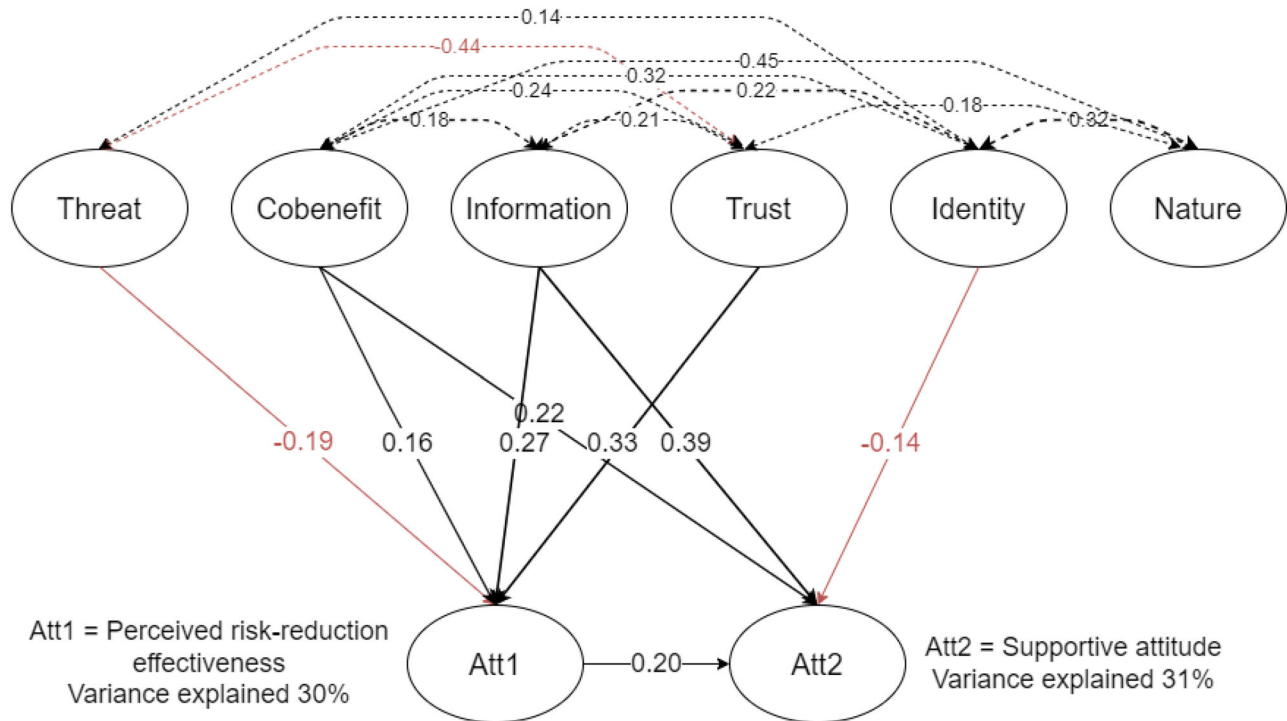 0.14
-0.44
0.45
0.32
0.24
0.22
0.18
0.18
0.21
0.32
Threat
Cobenefit
Information
Trust
Identity
Nature
0.22
-0.19
0.16
0.27
0.33
0.39
-0.14
Att1 = Perceived risk-reduction
effectiveness
Variance explained 30%
Att1
0.20
Att2
Att2 = Supportive attitude
Variance explained 31%